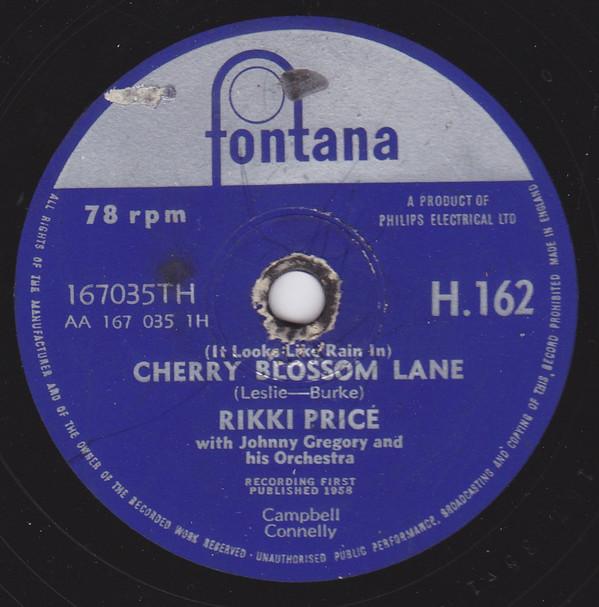 fontana
78 rpm
A PRODUCT OF
PHILIPS ELECTRICAL LTD
167035TH
AA 167 035 1H
H.162
(It Looks Like Rain In)
CHERRY BLOSSOM LANE
(Leslie—Burke)
RIKKI PRICE
with Johnny Gregory and
his Orchestra
RECORDING FIRST
PUBLISHED 1958
Campbell
Connelly
ALL RIGHTS OF THE MANUFACTURER AND OF THE OWNER OF THE RECORDED WORK RESERVED · UNAUTHORISED PUBLIC PERFORMANCE, BROADCASTING AND COPYING OF THIS RECORD PROHIBITED MADE IN ENGLAND